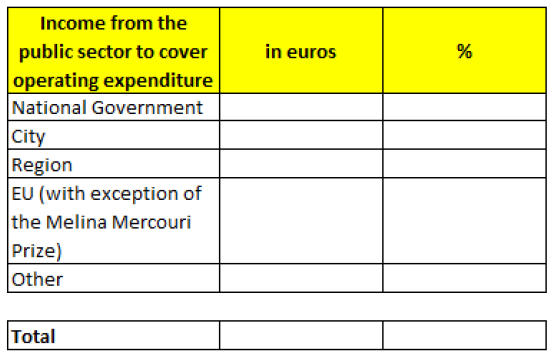 Income from the
public sector to cover
operating expenditure
in euros
%
National Government
City
Region
EU (with exception of
the Melina Mercouri
Prize)
Other
Total